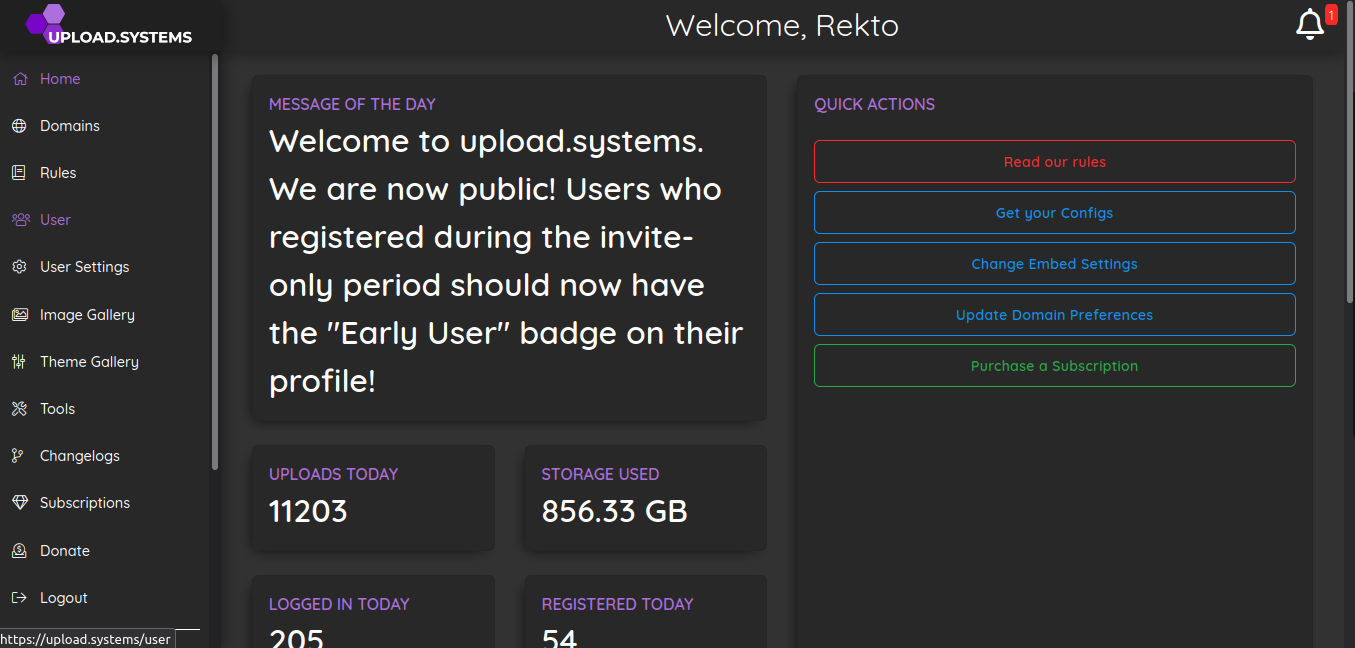 UPLOAD.SYSTEMS
Welcome, Rekto
1
Home
Domains
Rules
User
User Settings
Image Gallery
Theme Gallery
Tools
Changelogs
Subscriptions
Donate
Logout
https://upload.systems/user
MESSAGE OF THE DAY
Welcome to upload.systems.
We are now public! Users who
registered during the invite-
only period should now have
the "Early User" badge on their
profile!
UPLOADS TODAY
11203
STORAGE USED
856.33 GB
LOGGED IN TODAY
205
REGISTERED TODAY
54
QUICK ACTIONS
Read our rules
Get your Configs
Change Embed Settings
Update Domain Preferences
Purchase a Subscription